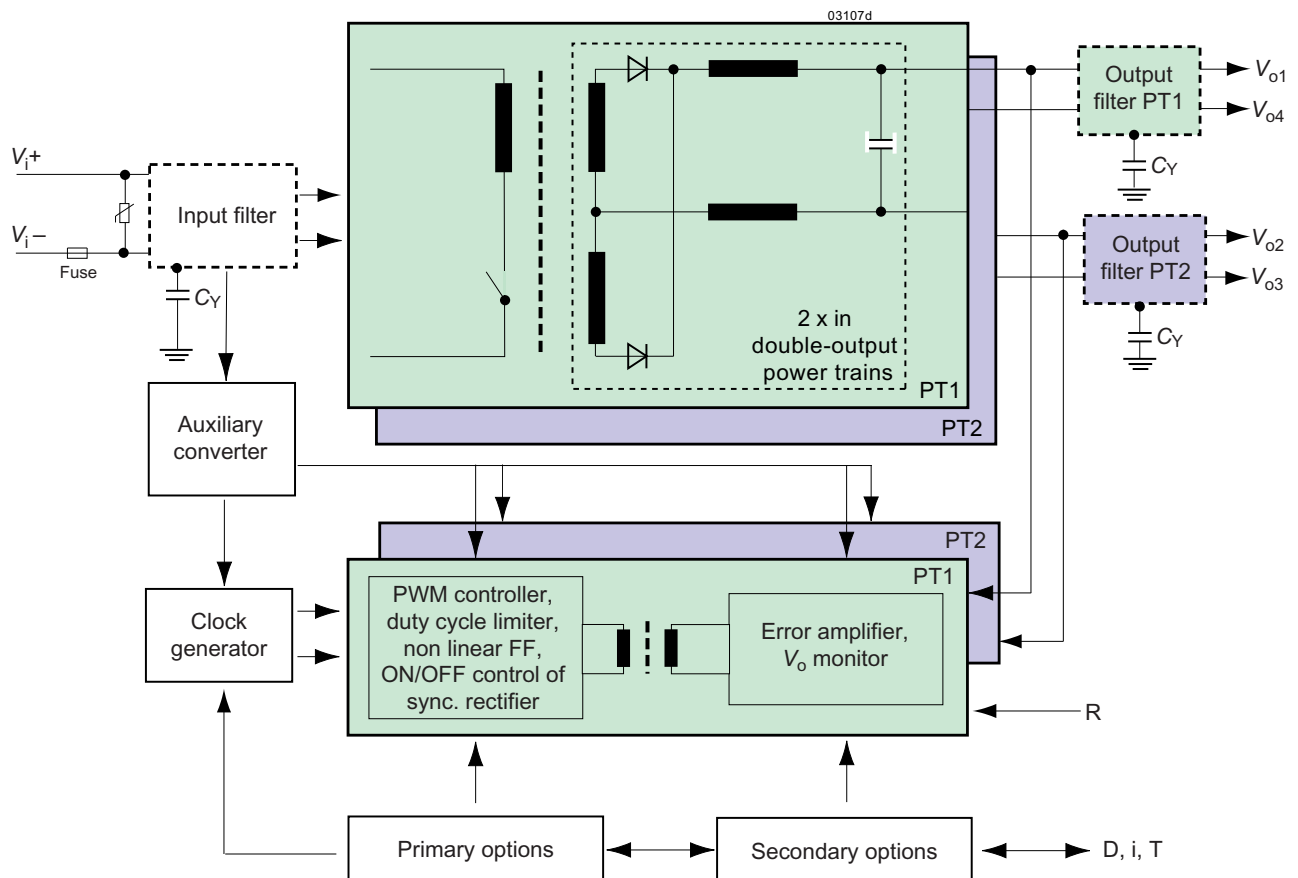 03107d
Output
filter PT1
Vo1
Vo4
CY
Vi+
Vi–
Fuse
Input filter
CY
Output
filter PT2
Vo2
Vo3
CY
2 x in
double-output
power trains
PT1
PT2
Auxiliary
converter
PT2
PT1
Clock
generator
PWM controller,
duty cycle limiter,
non linear FF,
ON/OFF control of
sync. rectifier
Error amplifier,
Vo monitor
R
Primary options
Secondary options
D, i, T